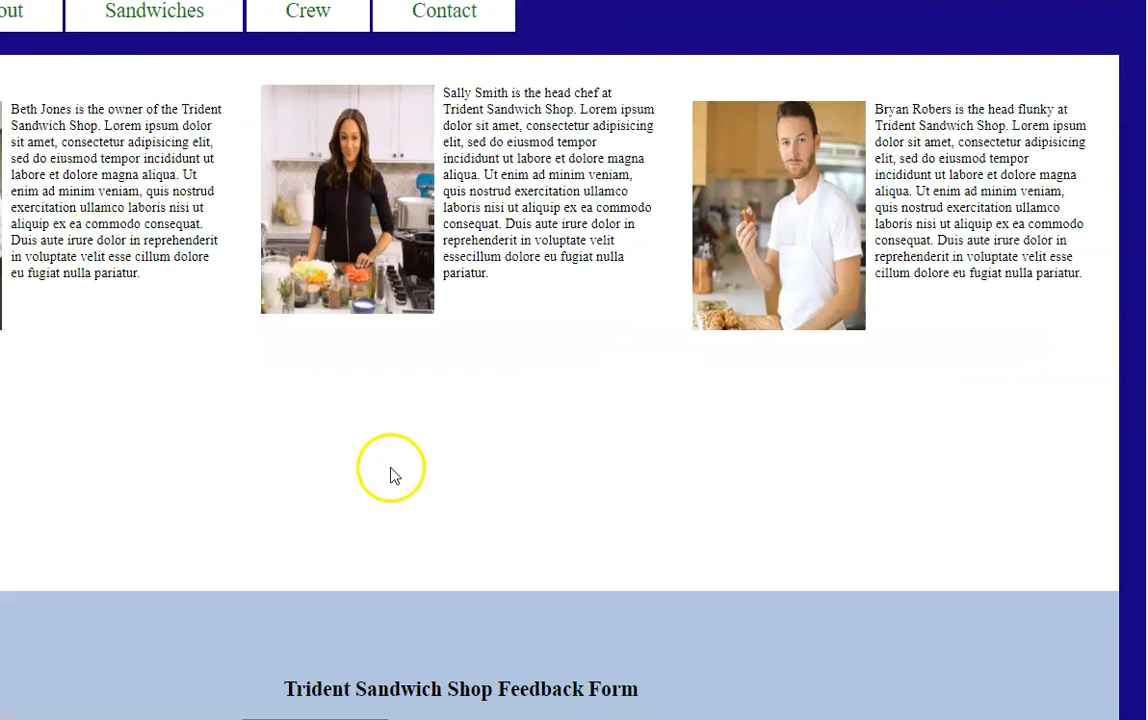 out
Sandwiches
Crew
Contact
Beth Jones is the owner of the Trident
Sandwich Shop. Lorem ipsum dolor
sit amet, consectetur adipisicing elit,
sed do eiusmod tempor incididunt ut
labore et dolore magna aliqua. Ut
enim ad minim veniam, quis nostrud
exercitation ullamco laboris nisi ut
aliquip ex ea commodo consequat.
Duis aute irure dolor in reprehenderit
in voluptate velit esse cillum dolore
eu fugiat nulla pariatur.
Sally Smith is the head chef at
Trident Sandwich Shop. Lorem ipsum
dolor sit amet, consectetur adipisicing
elit, sed do eiusmod tempor
incididunt ut labore et dolore magna
aliqua. Ut enim ad minim veniam,
quis nostrud exercitation ullamco
laboris nisi ut aliquip ex ea commodo
consequat. Duis aute irure dolor in
reprehenderit in voluptate velit
essecillum dolore eu fugiat nulla
pariatur.
Bryan Robers is the head flunky at
Trident Sandwich Shop. Lorem ipsum
dolor sit amet, consectetur adipisicing
elit, sed do eiusmod tempor
incididunt ut labore et dolore magna
aliqua. Ut enim ad minim veniam,
quis nostrud exercitation ullamco
laboris nisi ut aliquip ex ea commodo
consequat. Duis aute irure dolor in
reprehenderit in voluptate velit esse
cillum dolore eu fugiat nulla pariatur.
Trident Sandwich Shop Feedback Form